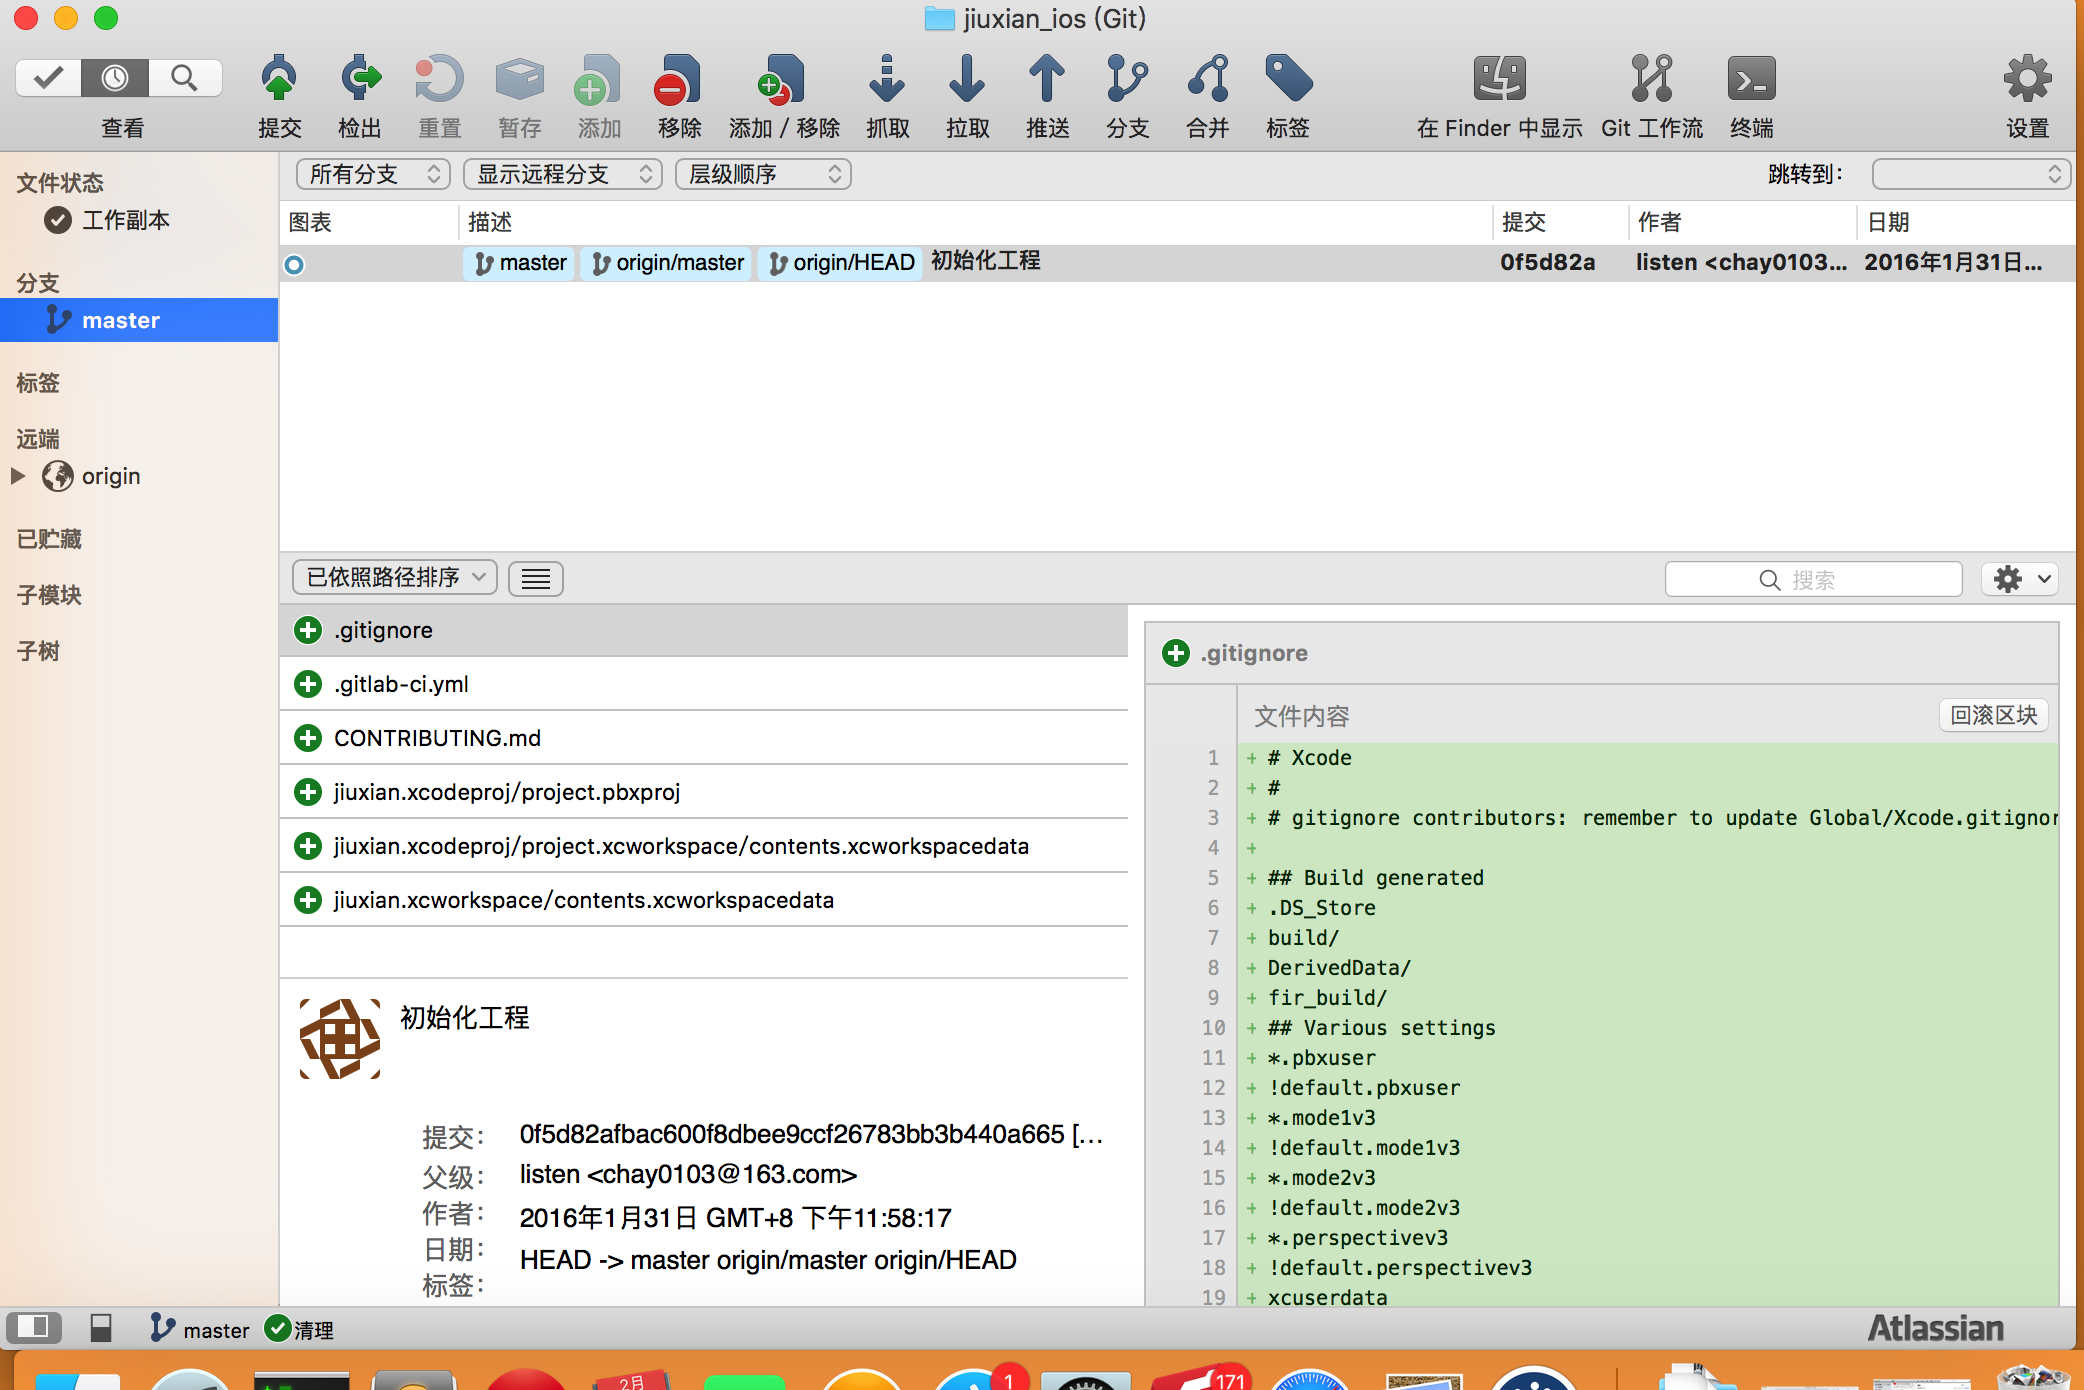 jiuxian_ios (Git)
查看 提交 检出 重置 暂存 添加 移除 添加 / 移除 抓取 拉取 推送 分支 合并 标签 在 Finder 中显示 Git 工作流 终端 设置
文件状态
工作副本
分支
master
标签
远端
origin
已贮藏
子模块
子树
所有分支 显示远程分支 层级顺序 跳转到：
图表 描述 提交 作者 日期
master origin/master origin/HEAD 初始化工程 0f5d82a listen <chay0103... 2016年1月31日...
已依照路径排序 搜索
.gitignore
.gitlab-ci.yml
CONTRIBUTING.md
jiuxian.xcodeproj/project.pbxproj
jiuxian.xcodeproj/project.xcworkspace/contents.xcworkspacedata
jiuxian.xcworkspace/contents.xcworkspacedata
初始化工程
提交： 0f5d82afbac600f8dbee9ccf26783bb3b440a665 [...
父级： listen <chay0103@163.com>
作者： 2016年1月31日 GMT+8 下午11:58:17
日期： HEAD -> master origin/master origin/HEAD
标签：
.gitignore
文件内容 回滚区块
1 + # Xcode
2 + #
3 + # gitignore contributors: remember to update Global/Xcode.gitignor
4 +
5 + ## Build generated
6 + .DS_Store
7 + build/
8 + DerivedData/
9 + fir_build/
10 + ## Various settings
11 + *.pbxuser
12 + !default.pbxuser
13 + *.mode1v3
14 + !default.mode1v3
15 + *.mode2v3
16 + !default.mode2v3
17 + *.perspectivev3
18 + !default.perspectivev3
19 + xcuserdata
master 清理 Atlassian
2月 1 171